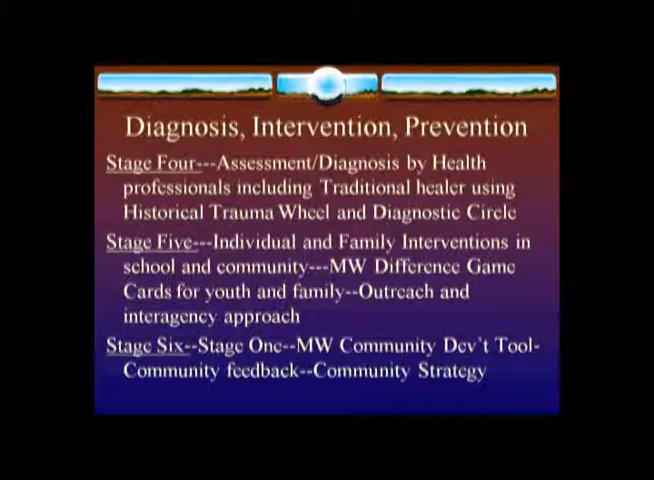 Diagnosis, Intervention, Prevention
Stage Four---Assessment/Diagnosis by Health
professionals including Traditional healer using
Historical Trauma Wheel and Diagnostic Circle
Stage Five---Individual and Family Interventions in
school and community---MW Difference Game
Cards for youth and family--Outreach and
interagency approach
Stage Six--Stage One--MW Community Dev't Tool-
Community feedback--Community Strategy